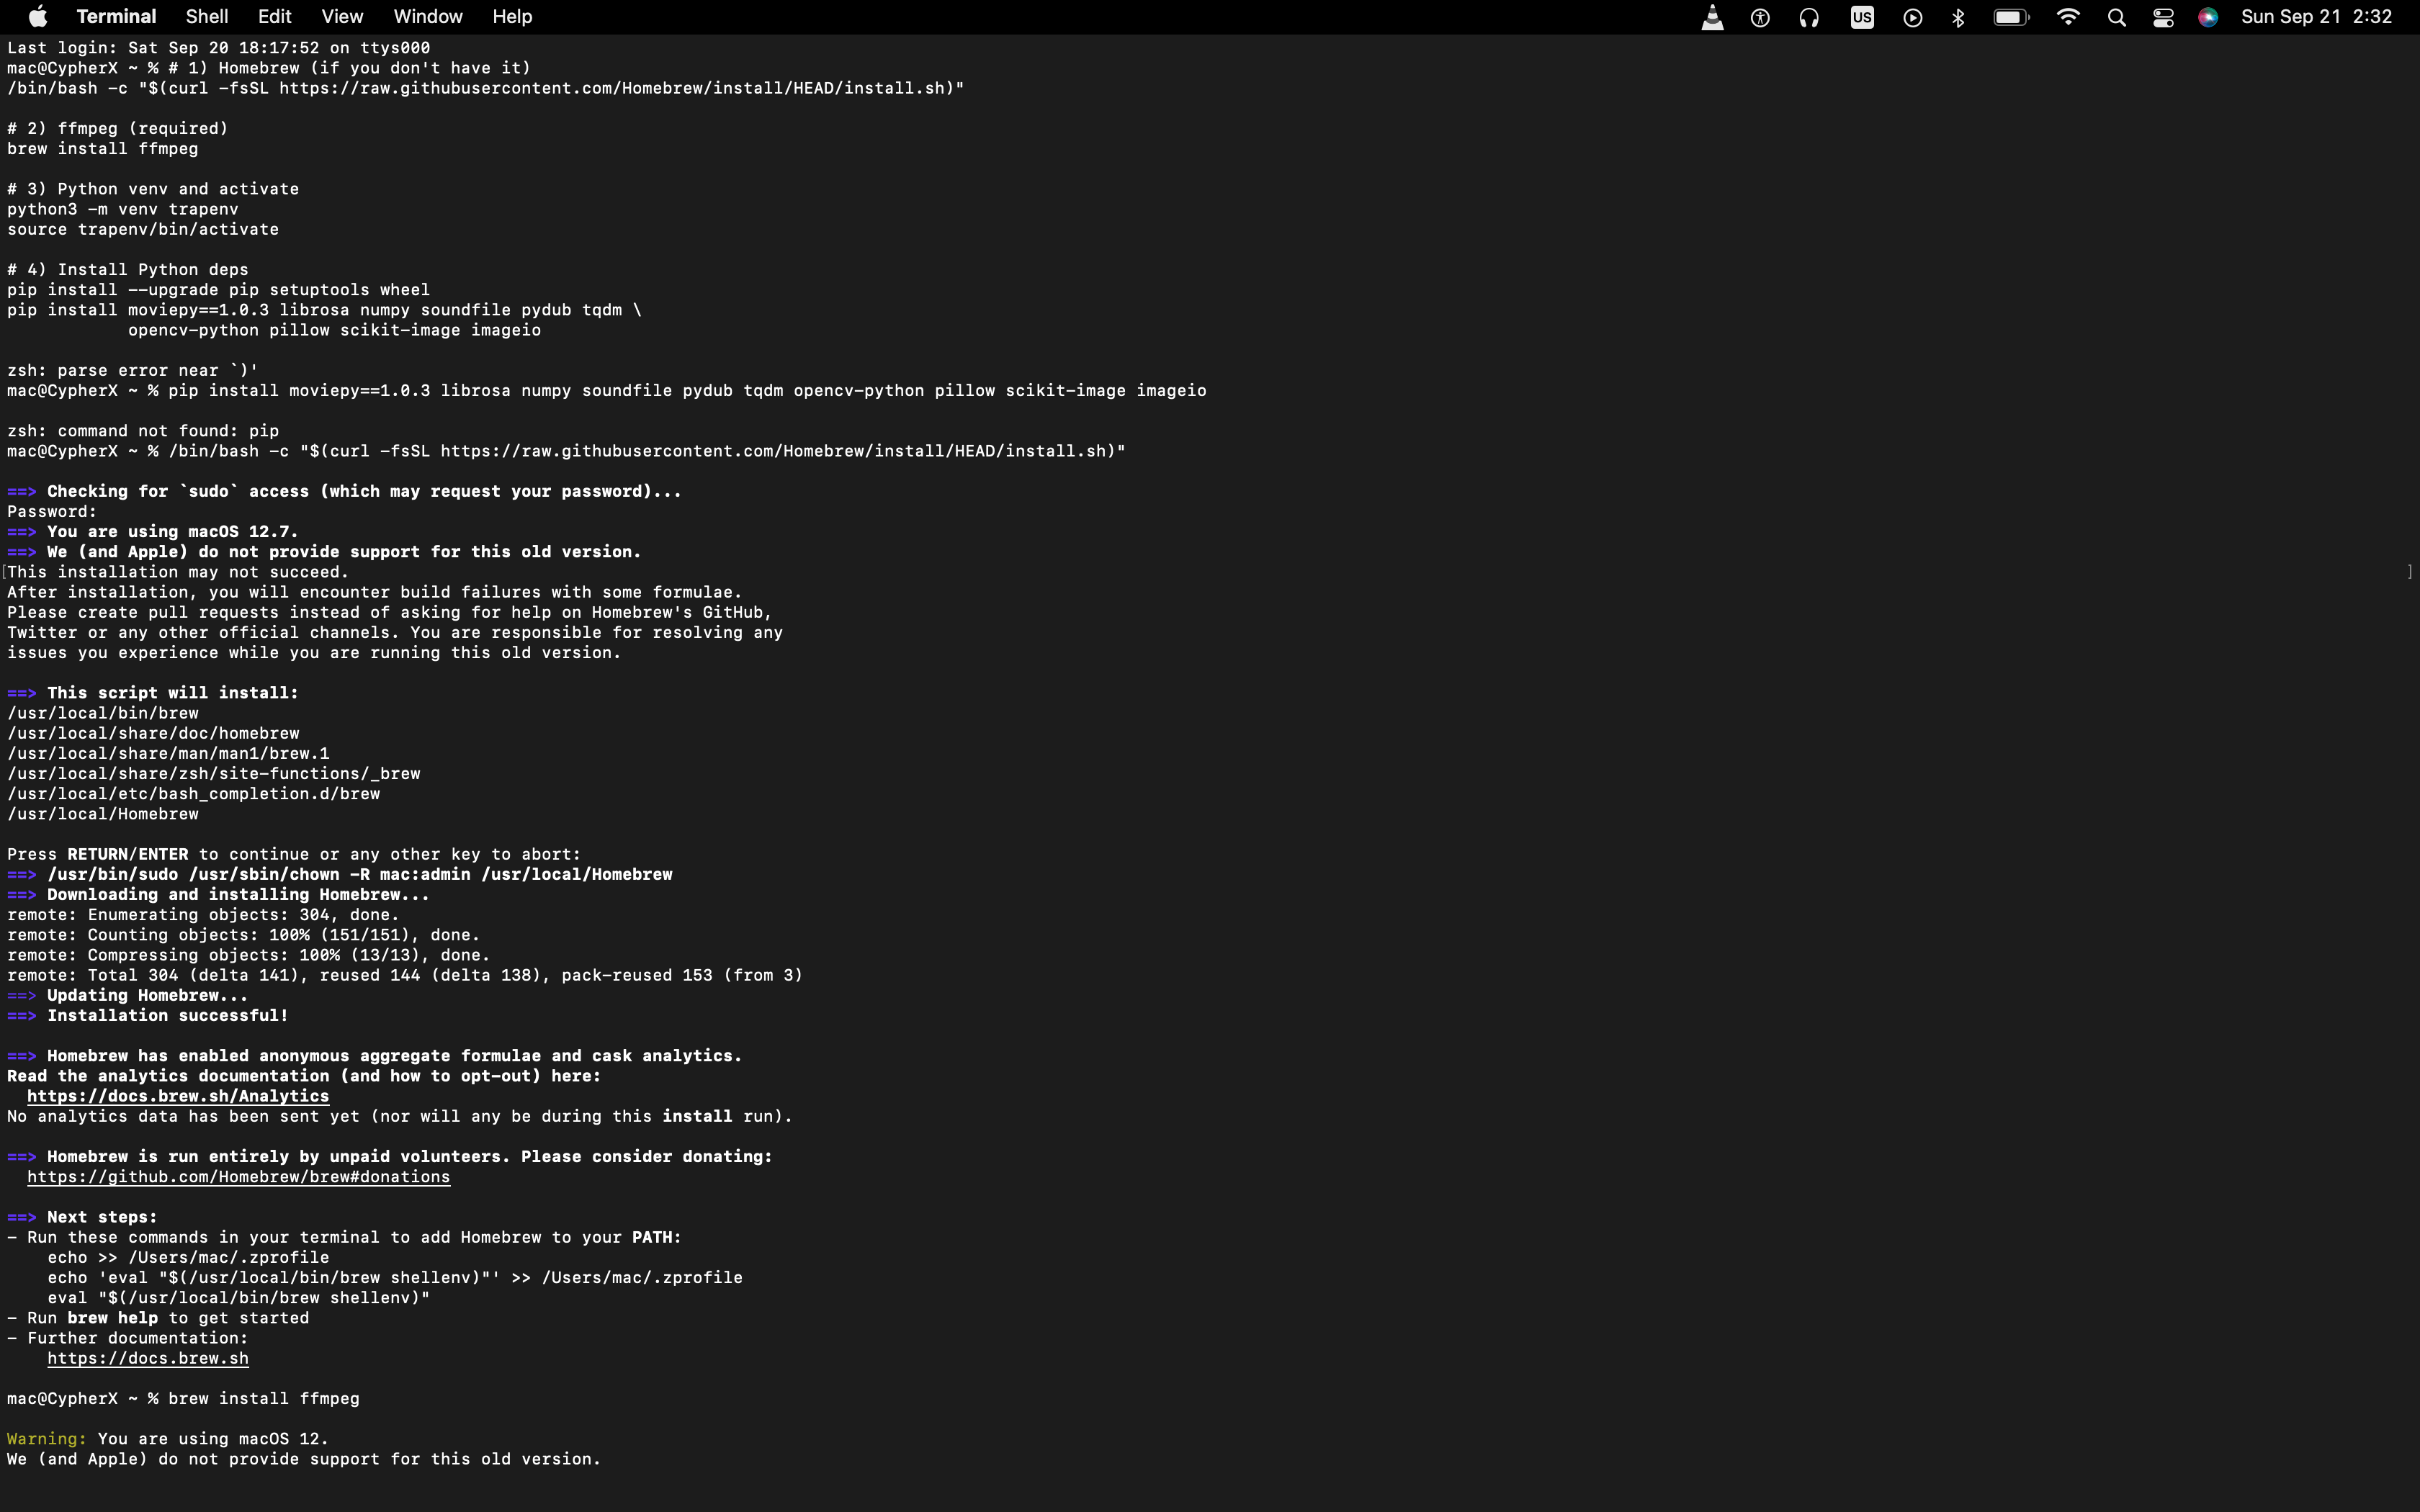 Terminal Shell Edit View Window Help US Sun Sep 21 2:32
Last login: Sat Sep 20 18:17:52 on ttys000
mac@CypherX ~ % # 1) Homebrew (if you don't have it)
/bin/bash -c "$(curl -fsSL https://raw.githubusercontent.com/Homebrew/install/HEAD/install.sh)"

# 2) ffmpeg (required)
brew install ffmpeg

# 3) Python venv and activate
python3 -m venv trapenv
source trapenv/bin/activate

# 4) Install Python deps
pip install --upgrade pip setuptools wheel
pip install moviepy==1.0.3 librosa numpy soundfile pydub tqdm \
            opencv-python pillow scikit-image imageio

zsh: parse error near `)'
mac@CypherX ~ % pip install moviepy==1.0.3 librosa numpy soundfile pydub tqdm opencv-python pillow scikit-image imageio

zsh: command not found: pip
mac@CypherX ~ % /bin/bash -c "$(curl -fsSL https://raw.githubusercontent.com/Homebrew/install/HEAD/install.sh)"

==> Checking for `sudo` access (which may request your password)...
Password:
==> You are using macOS 12.7.
==> We (and Apple) do not provide support for this old version.
[This installation may not succeed. ]
After installation, you will encounter build failures with some formulae.
Please create pull requests instead of asking for help on Homebrew's GitHub,
Twitter or any other official channels. You are responsible for resolving any
issues you experience while you are running this old version.

==> This script will install:
/usr/local/bin/brew
/usr/local/share/doc/homebrew
/usr/local/share/man/man1/brew.1
/usr/local/share/zsh/site-functions/_brew
/usr/local/etc/bash_completion.d/brew
/usr/local/Homebrew

Press RETURN/ENTER to continue or any other key to abort:
==> /usr/bin/sudo /usr/sbin/chown -R mac:admin /usr/local/Homebrew
==> Downloading and installing Homebrew...
remote: Enumerating objects: 304, done.
remote: Counting objects: 100% (151/151), done.
remote: Compressing objects: 100% (13/13), done.
remote: Total 304 (delta 141), reused 144 (delta 138), pack-reused 153 (from 3)
==> Updating Homebrew...
==> Installation successful!

==> Homebrew has enabled anonymous aggregate formulae and cask analytics.
Read the analytics documentation (and how to opt-out) here:
  https://docs.brew.sh/Analytics
No analytics data has been sent yet (nor will any be during this install run).

==> Homebrew is run entirely by unpaid volunteers. Please consider donating:
  https://github.com/Homebrew/brew#donations

==> Next steps:
- Run these commands in your terminal to add Homebrew to your PATH:
    echo >> /Users/mac/.zprofile
    echo 'eval "$(/usr/local/bin/brew shellenv)"' >> /Users/mac/.zprofile
    eval "$(/usr/local/bin/brew shellenv)"
- Run brew help to get started
- Further documentation:
    https://docs.brew.sh

mac@CypherX ~ % brew install ffmpeg

Warning: You are using macOS 12.
We (and Apple) do not provide support for this old version.